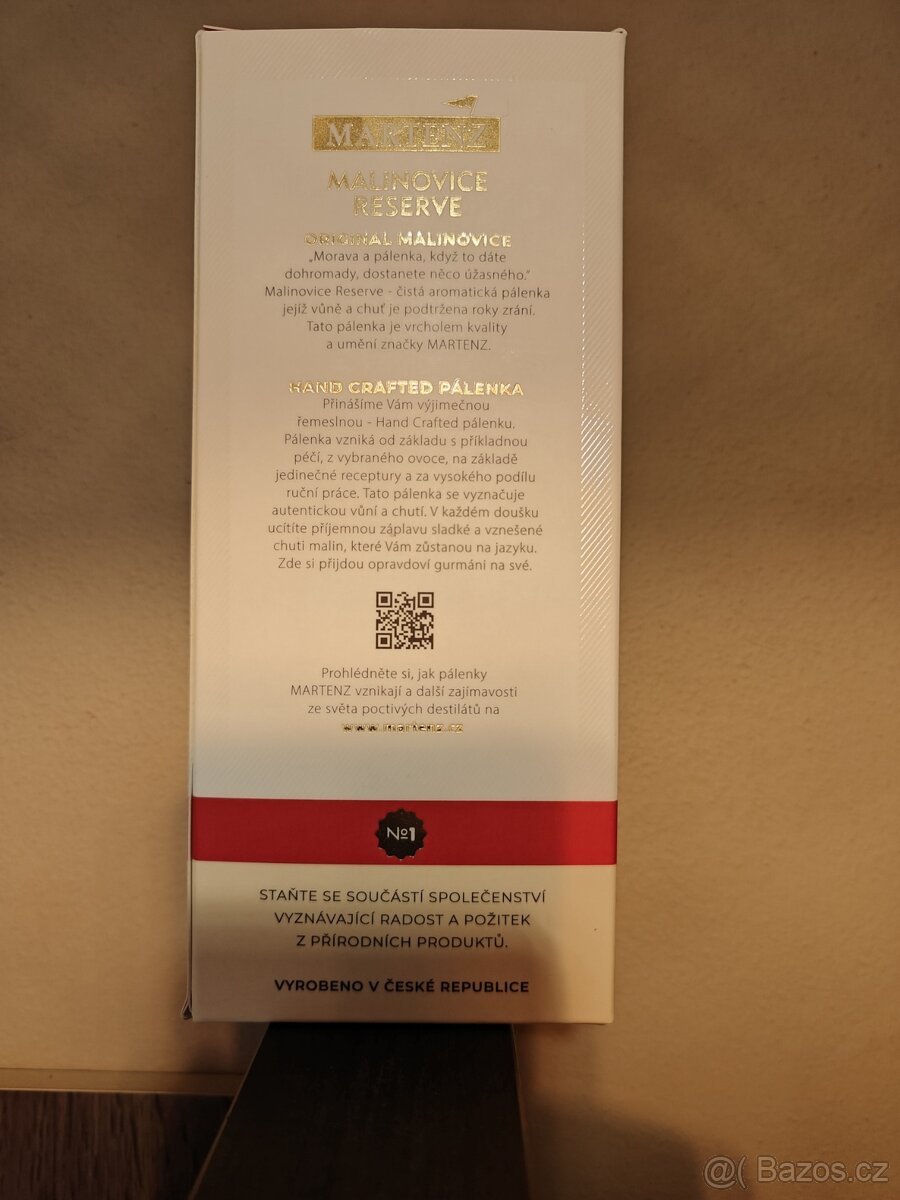 MARTENZ
MALINOVICE
RESERVE
ORIGINAL MALINOVICE
„Morava a pálenka, když to dáte
dohromady, dostanete něco úžasného.“
Malinovice Reserve - čistá aromatická pálenka
jejíž vůně a chuť je podtržena roky zrání.
Tato pálenka je vrcholem kvality
a umění značky MARTENZ.
HAND CRAFTED PÁLENKA
Přinášíme Vám výjimečnou
řemeslnou - Hand Crafted pálenku.
Pálenka vzniká od základu s příkladnou
péčí, z vybraného ovoce, na základě
jedinečné receptury a za vysokého podílu
ruční práce. Tato pálenka se vyznačuje
autentickou vůní a chutí. V každém doušku
ucítíte příjemnou záplavu sladké a vznešené
chuti malin, které Vám zůstanou na jazyku.
Zde si přijdou opravdoví gurmáni na své.
Prohlédněte si, jak pálenky
MARTENZ vznikají a další zajímavosti
ze světa poctivých destilátů na
www.martenz.cz
№1
STAŇTE SE SOUČÁSTÍ SPOLEČENSTVÍ
VYZNÁVAJÍCÍ RADOST A POŽITEK
Z PŘÍRODNÍCH PRODUKTŮ.
VYROBENO V ČESKÉ REPUBLICE
@( Bazos.cz